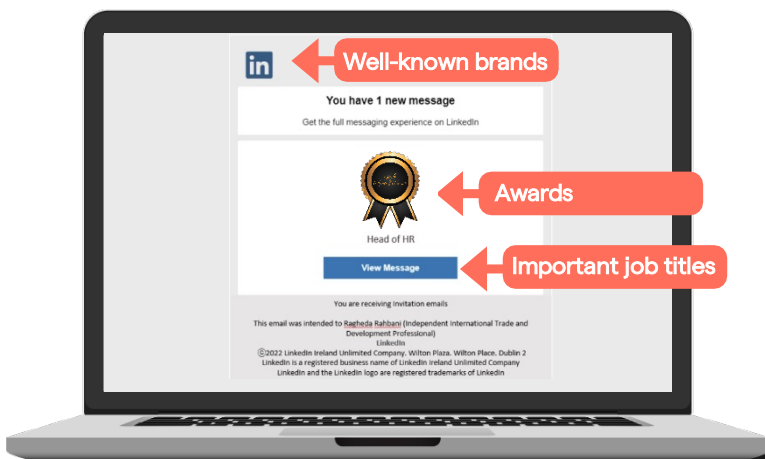 in
Well-known brands
You have 1 new message
Get the full messaging experience on LinkedIn
Awards
Head of HR
View Message
Important job titles
You are receiving Invitation emails
This email was intended to Ragheda Rahbani (Independent International Trade and
Development Professional)
LinkedIn
©2022 LinkedIn Ireland Unlimited Company. Wilton Plaza. Wilton Place. Dublin 2
LinkedIn is a registered business name of LinkedIn Ireland Unlimited Company
LinkedIn and the LinkedIn logo are registered trademarks of LinkedIn